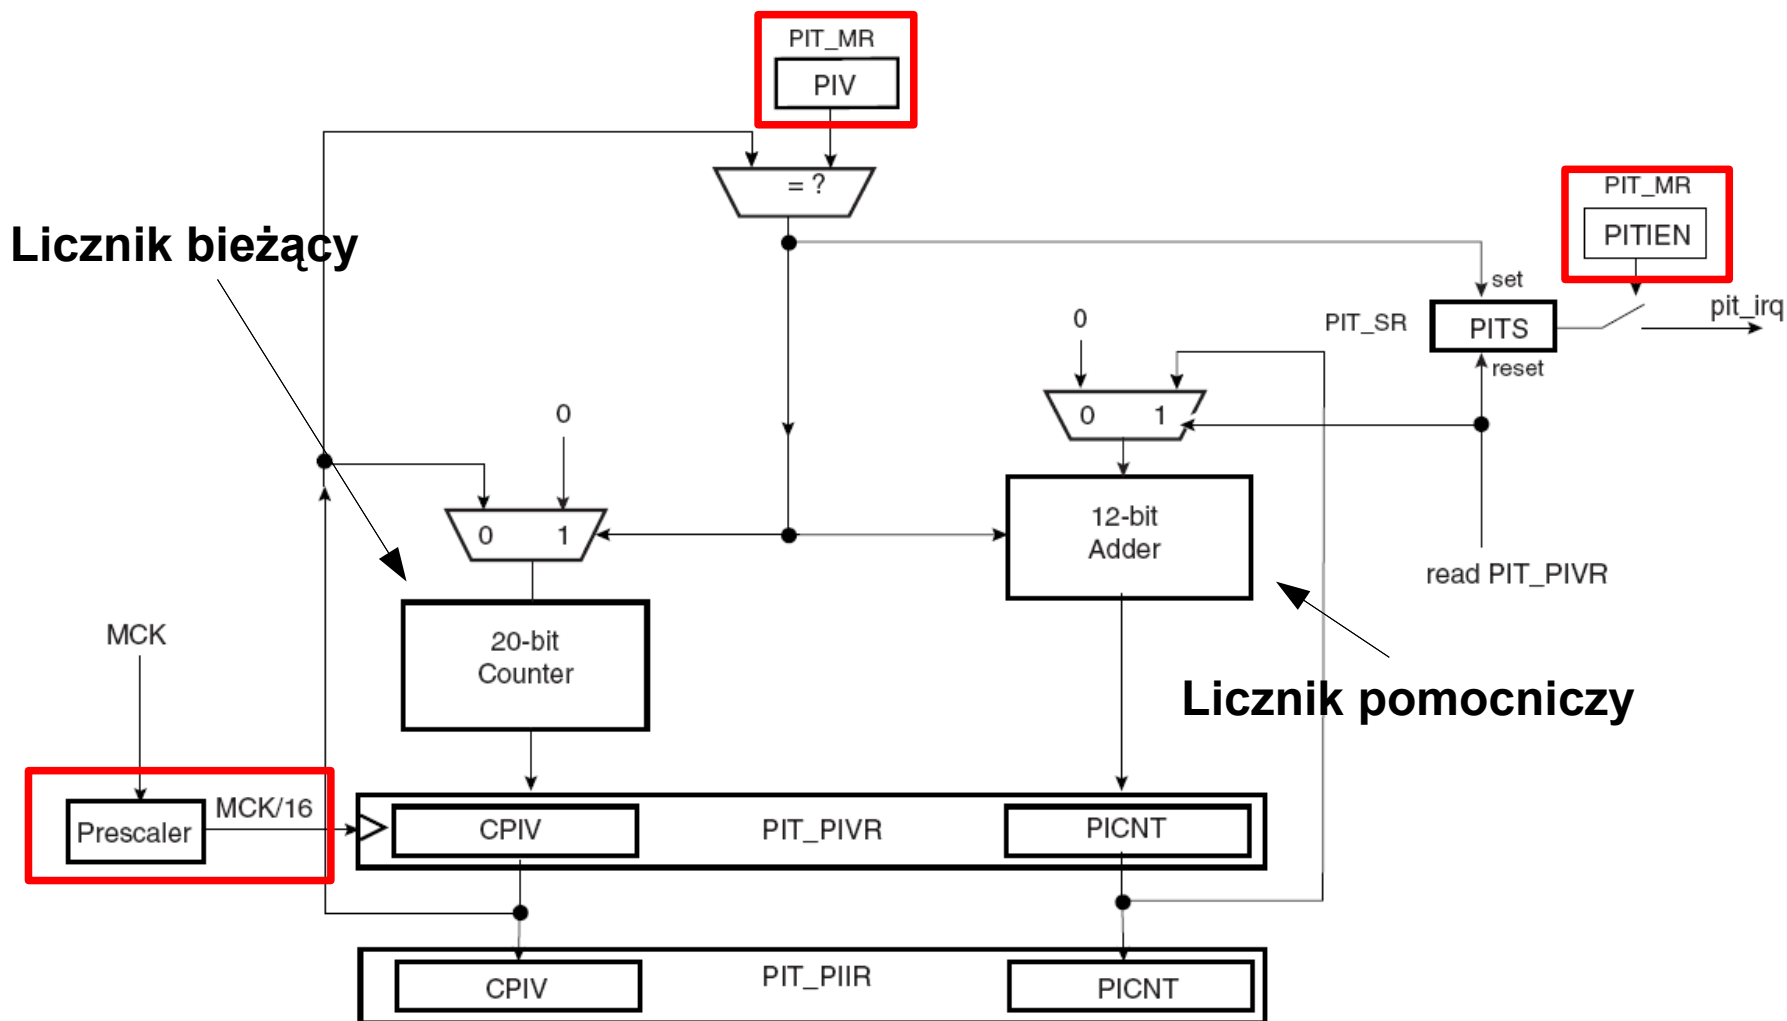 PIT_MR
PIV
= ?
PIT_MR
PITIEN
Licznik bieżący
set
PIT_SR
PITS
pit_irq
reset
0
0 1
0
0 1
12-bit
Adder
read PIT_PIVR
MCK
20-bit
Counter
Licznik pomocniczy
Prescaler
MCK/16
CPIV
PIT_PIVR
PICNT
CPIV
PIT_PIIR
PICNT